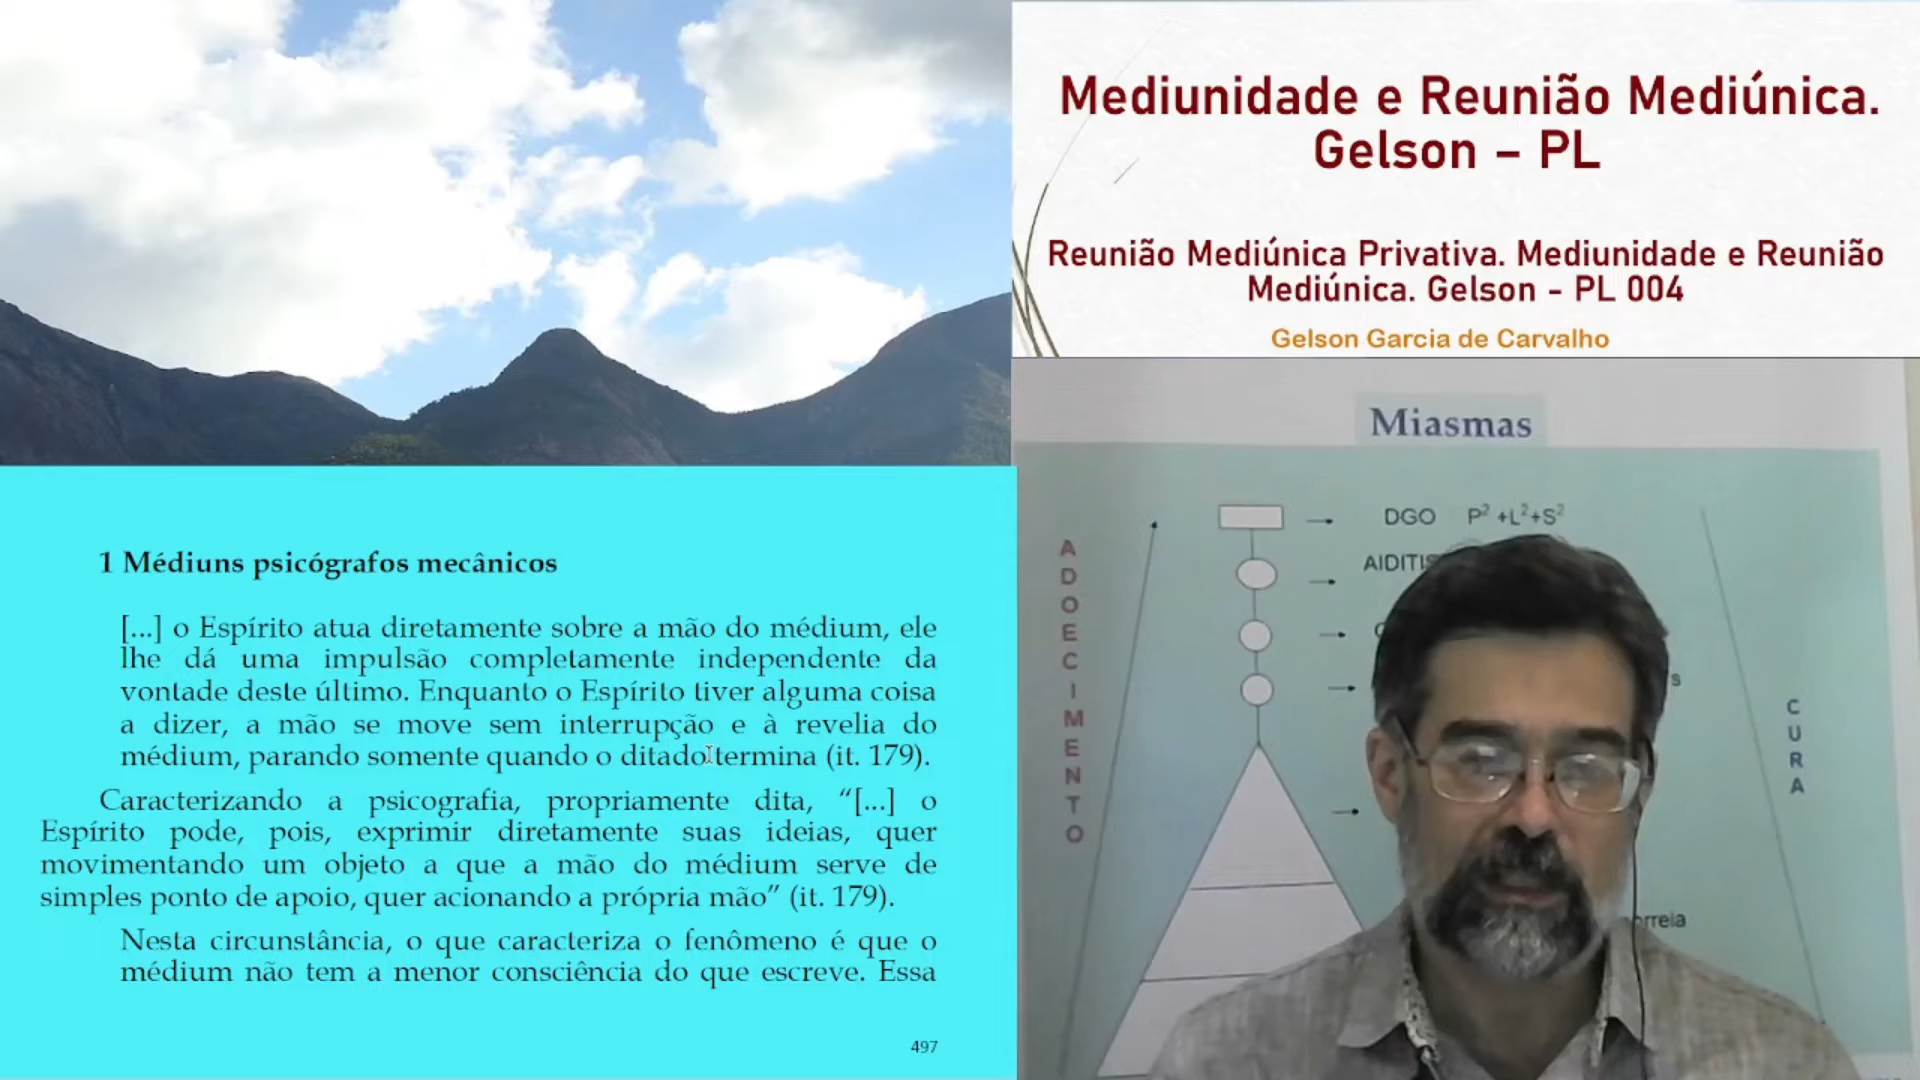 Mediunidade e Reunião Mediúnica.
Gelson – PL
Reunião Mediúnica Privativa. Mediunidade e Reunião
Mediúnica. Gelson - PL 004
Gelson Garcia de Carvalho
1 Médiuns psicógrafos mecânicos
[...] o Espírito atua diretamente sobre a mão do médium, ele
lhe dá uma impulsão completamente independente da
vontade deste último. Enquanto o Espírito tiver alguma coisa
a dizer, a mão se move sem interrupção e à revelia do
médium, parando somente quando o ditado termina (it. 179).
Caracterizando a psicografia, propriamente dita, “[...] o
Espírito pode, pois, exprimir diretamente suas ideias, quer
movimentando um objeto a que a mão do médium serve de
simples ponto de apoio, quer acionando a própria mão” (it. 179).
Nesta circunstância, o que caracteriza o fenômeno é que o
médium não tem a menor consciência do que escreve. Essa
497
Miasmas
DGO P² +L²+S²
ADOECIMENTO
CURA